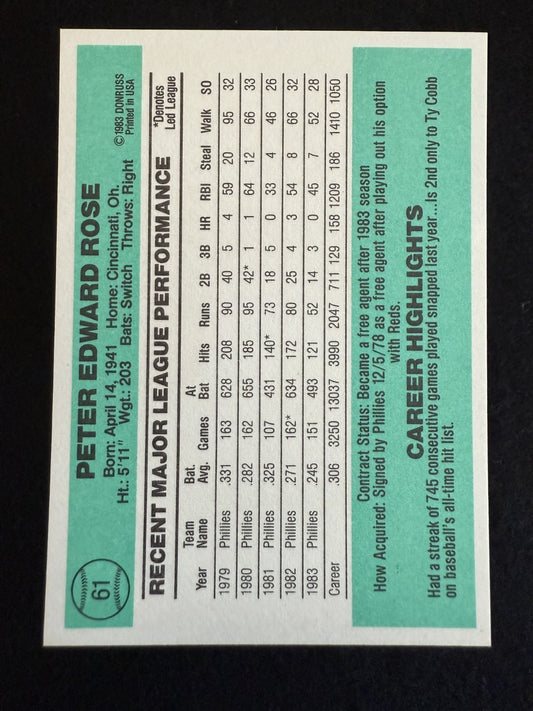 61
PETER EDWARD ROSE
©1983 DONRUSS
Printed in USA
Born: April 14, 1941 Home: Cincinnati, Oh.
Ht.: 5'11" Wgt.: 203 Bats: Switch Throws: Right
RECENT MAJOR LEAGUE PERFORMANCE
*Denotes
Led League
Year Team Name Bat. Avg. Games At Bat Hits Runs 2B 3B HR RBI Steal Walk SO
1979 Phillies .331 163 628 208 90 40 5 4 59 20 95 32
1980 Phillies .282 162 655 185 95 42* 1 1 64 12 66 33
1981 Phillies .325 107 431 140* 73 18 5 0 33 4 46 26
1982 Phillies .271 162* 634 172 80 25 4 3 54 8 66 32
1983 Phillies .245 151 493 121 52 14 3 0 45 7 52 28
Career .306 3250 13037 3990 2047 711 129 158 1209 186 1410 1050
Contract Status: Became a free agent after 1983 season
How Acquired: Signed by Phillies 12/5/78 as a free agent after playing out his option
with Reds.
CAREER HIGHLIGHTS
Had a streak of 745 consecutive games played snapped last year...Is 2nd only to Ty Cobb
on baseball's all-time hit list.